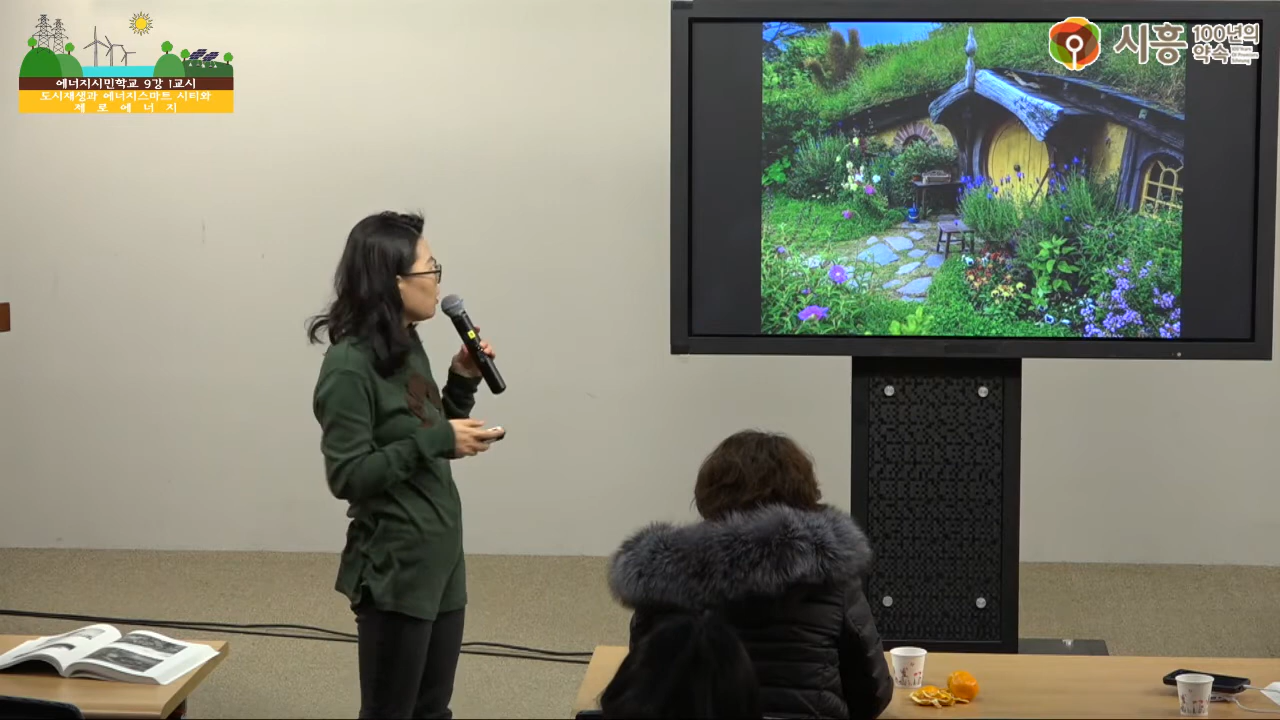 에너지시민학교 9강 1교시
도시재생과 에너지스마트 시티와
제 로 에 너 지
시흥
100년의
약속